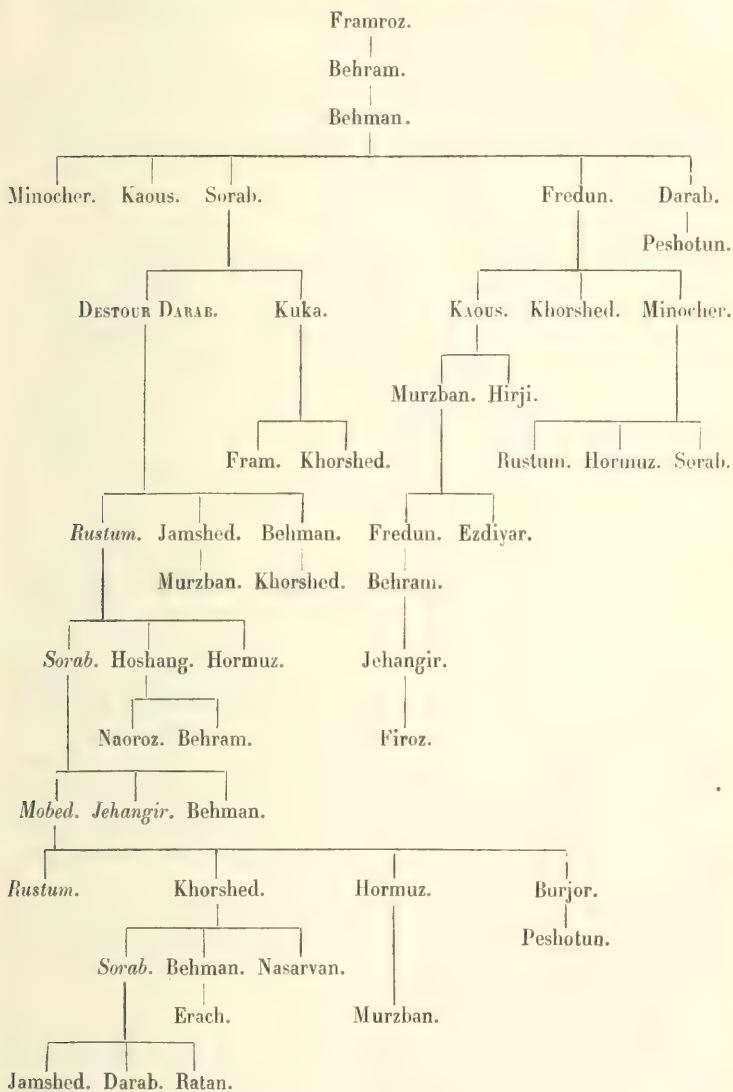 Framroz.
Behram.
Behman.
Minocher. Kaous. Sorab. Fredun. Darab.
Peshotun.
DESTOUR DARAB. Kuka. KAOUS. Khorshed. Minocher.
Murzban. Hirji.
Fram. Khorshed. Rustum. Hormuz. Sorab.
Rustum. Jamshed. Behman. Fredun. Ezdiyar.
Murzban. Khorshed. Behram.
Sorab. Hoshang. Hormuz. Jehangir.
Naoroz. Behram. Firoz.
Mobed. Jehangir. Behman.
Rustum. Khorshed. Hormuz. Burjor.
Peshotun.
Sorab. Behman. Nasarvan.
Erach. Murzban.
Jamshed. Darab. Ratan.